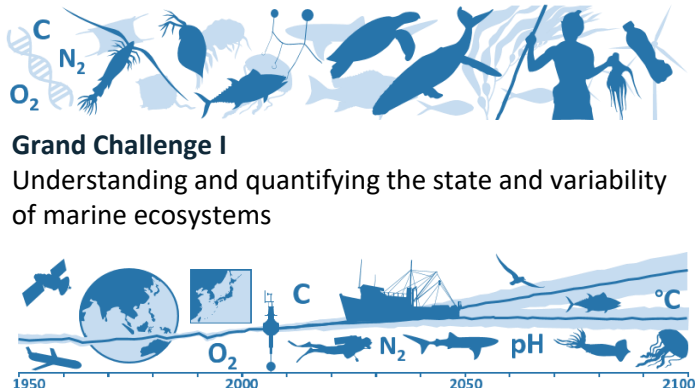 C
N₂
O₂
Grand Challenge I
Understanding and quantifying the state and variability
of marine ecosystems
C
°C
O₂
N₂
pH
1950
2000
2050
2100